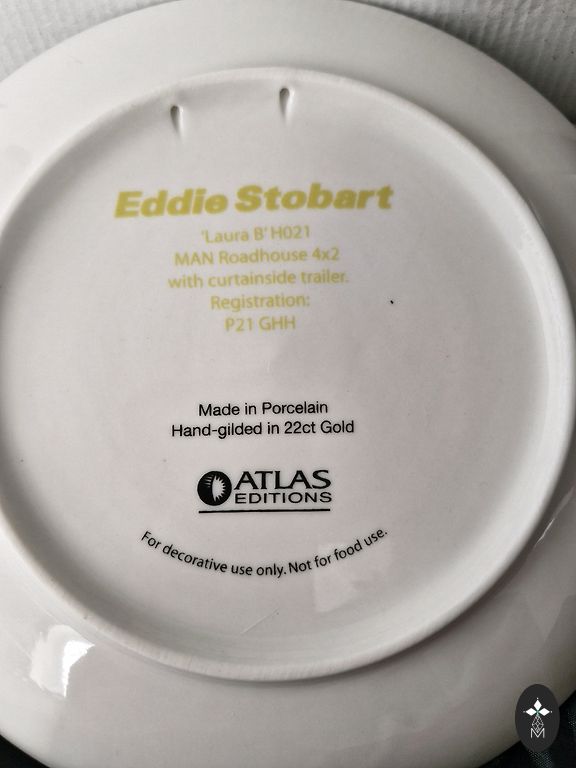 Eddie Stobart
'Laura B' H021
MAN Roadhouse 4x2
with curtainside trailer.
Registration:
P21 GHH
Made in Porcelain
Hand-gilded in 22ct Gold
ATLAS
EDITIONS
For decorative use only. Not for food use.
M